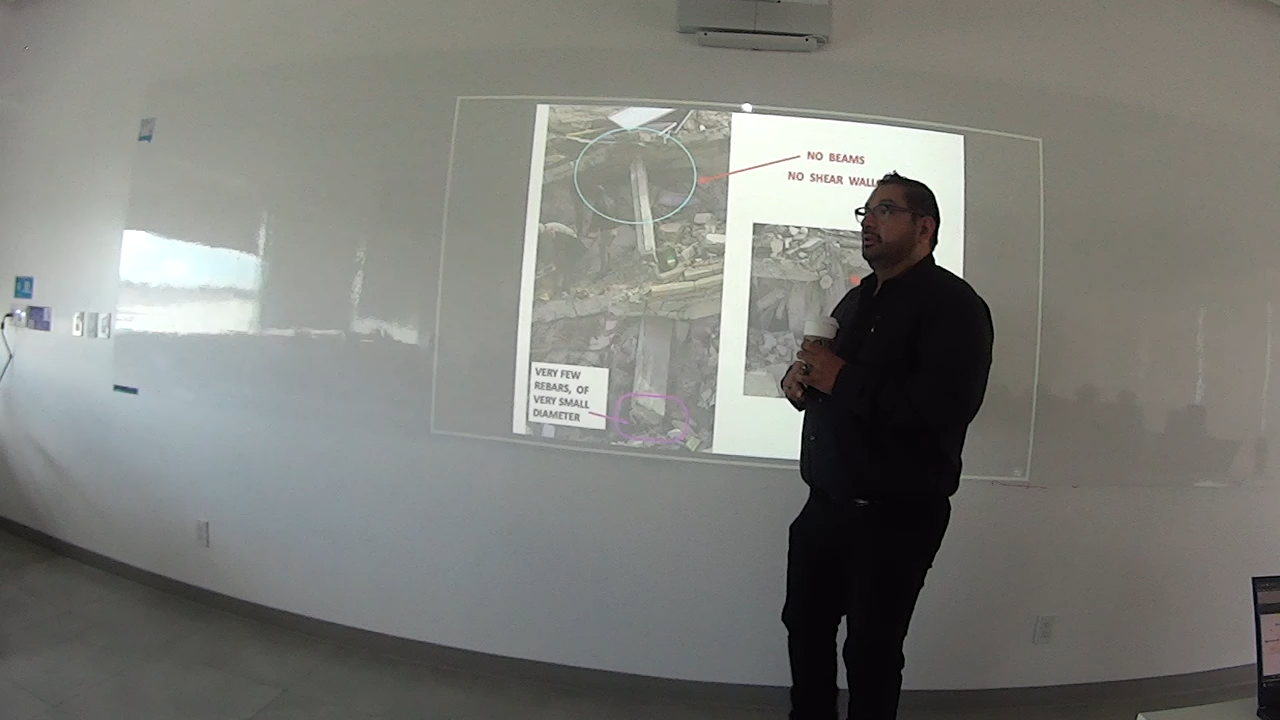 NO BEAMS
NO SHEAR WALL
VERY FEW
REBARS, OF
VERY SMALL
DIAMETER